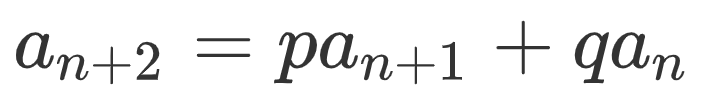 a_{n+2} = pa_{n+1} + qa_n